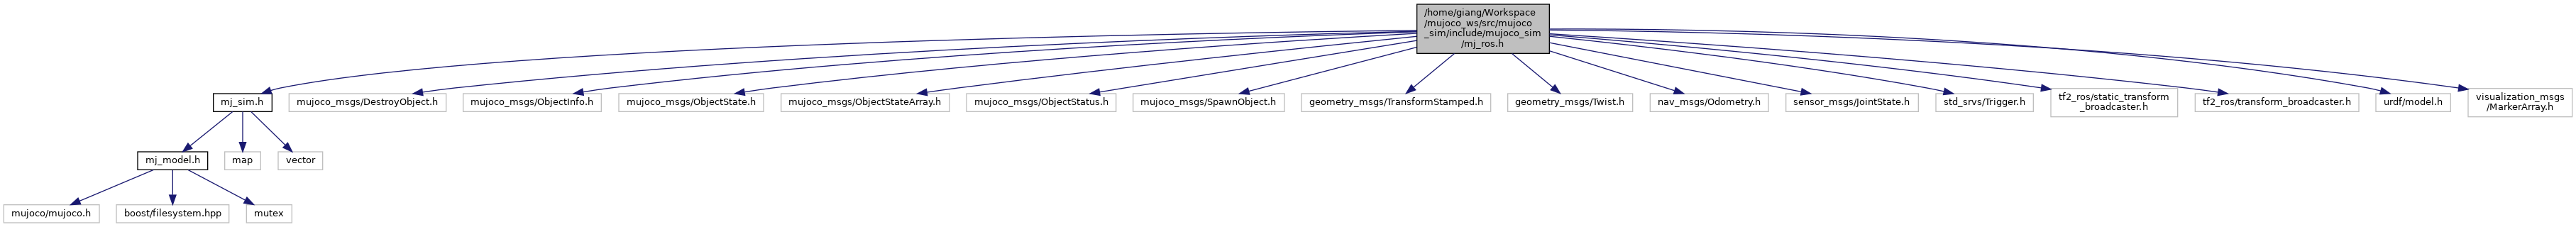 /home/giang/Workspace
/mujoco_ws/src/mujoco
_sim/include/mujoco_sim
/mj_ros.h
mj_sim.h
mujoco_msgs/DestroyObject.h
mujoco_msgs/ObjectInfo.h
mujoco_msgs/ObjectState.h
mujoco_msgs/ObjectStateArray.h
mujoco_msgs/ObjectStatus.h
mujoco_msgs/SpawnObject.h
geometry_msgs/TransformStamped.h
geometry_msgs/Twist.h
nav_msgs/Odometry.h
sensor_msgs/JointState.h
std_srvs/Trigger.h
tf2_ros/static_transform
_broadcaster.h
tf2_ros/transform_broadcaster.h
urdf/model.h
visualization_msgs
/MarkerArray.h
mj_model.h
map
vector
mujoco/mujoco.h
boost/filesystem.hpp
mutex